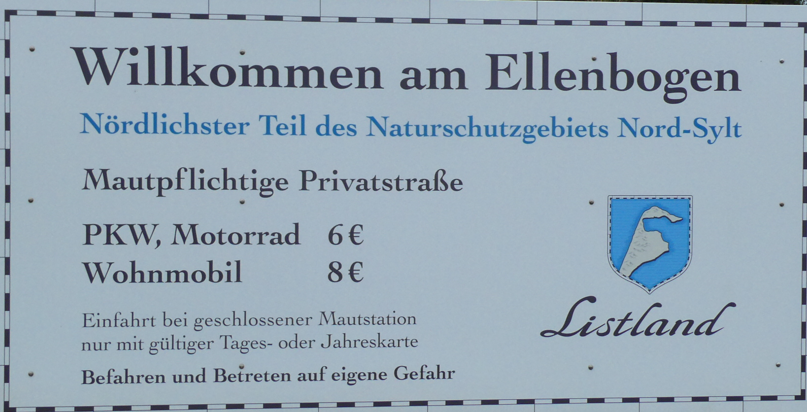 Willkommen am Ellenbogen
Nördlichster Teil des Naturschutzgebiets Nord-Sylt
Mautpflichtige Privatstraße
PKW, Motorrad 6 €
Wohnmobil 8 €
Einfahrt bei geschlossener Mautstation
nur mit gültiger Tages- oder Jahreskarte
Befahren und Betreten auf eigene Gefahr
Listland